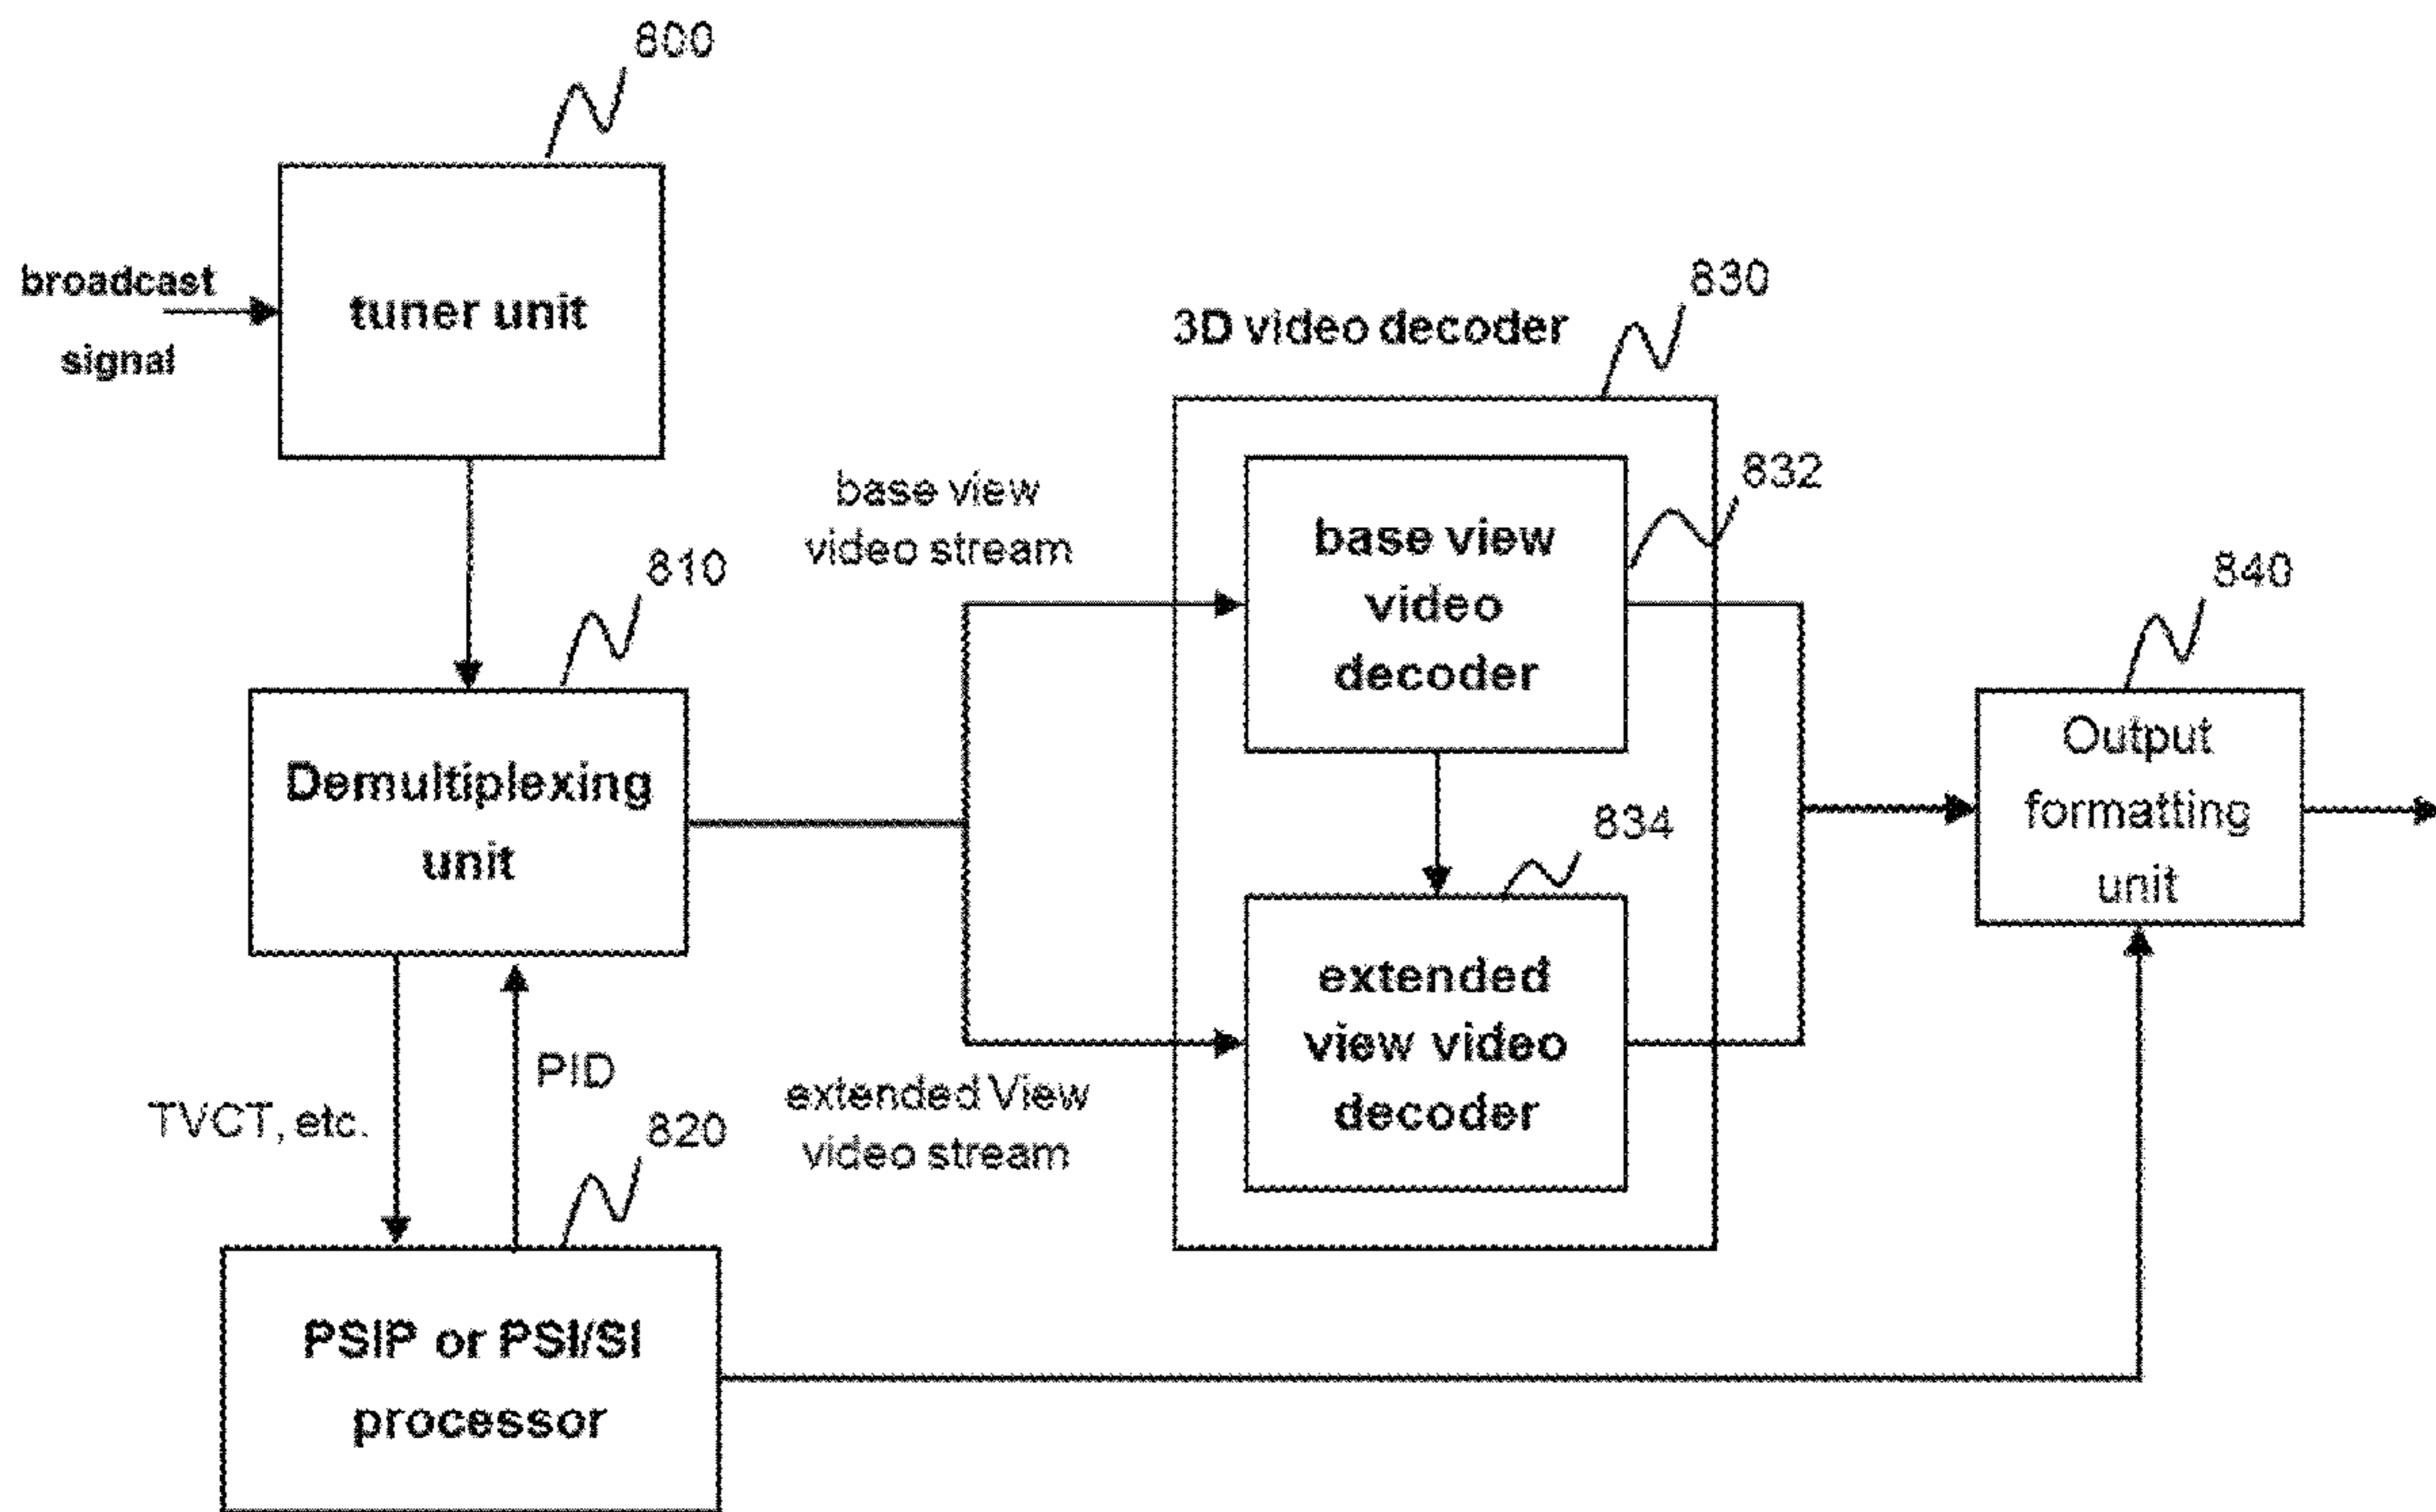 800
broadcast
signal
tuner unit
830
3D video decoder
832
base view
video stream
base view
video
decoder
810
840
Demultiplexing
unit
Output
formatting
unit
834
extended
view video
decoder
PID
TVCT, etc.
820
extended View
video stream
PSIP or PSI/SI
processor